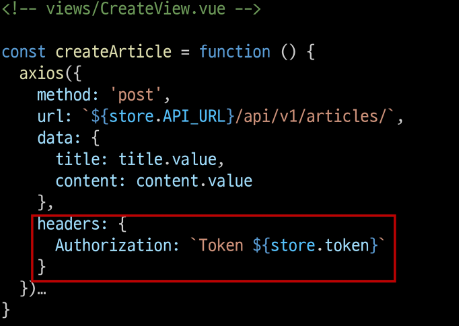 <!-- views/CreateView.vue -->
const createArticle = function () {
axios({
method: 'post',
url: `${store.API_URL}/api/v1/articles/`,
data: {
title: title.value,
content: content.value
},
headers: {
Authorization: `Token ${store.token}`
}
})…
}